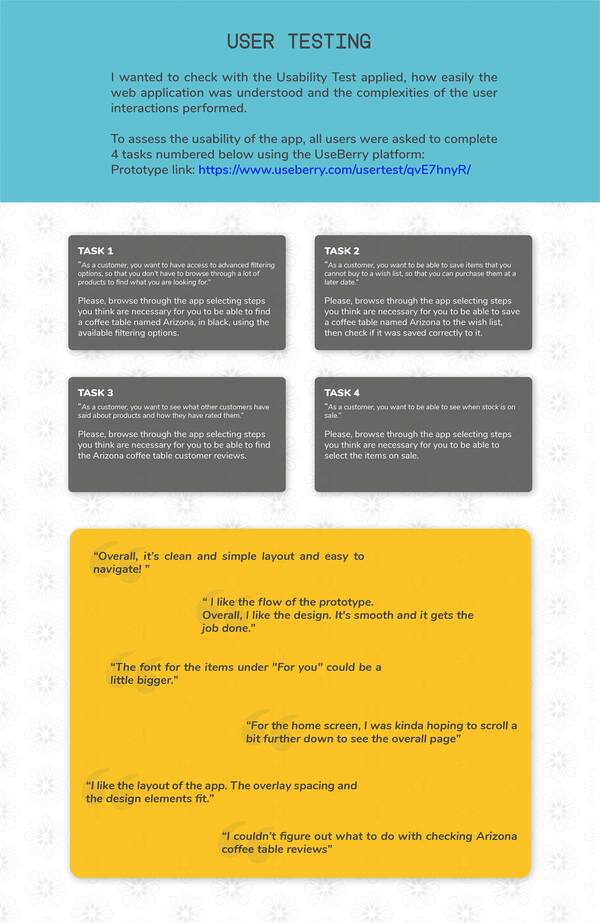 USER TESTING
I wanted to check with the Usability Test applied, how easily the
web application was understood and the complexities of the user
interactions performed.
To assess the usability of the app, all users were asked to complete
4 tasks numbered below using the UseBerry platform:
Prototype link: https://www.useberry.com/usertest/qvE7hnyR/
TASK 1
"As a customer, you want to have access to advanced filtering
options, so that you don't have to browse through a lot of
products to find what you are looking for."
Please, browse through the app selecting steps
you think are necessary for you to be able to find
a coffee table named Arizona, in black, using the
available filtering options.
TASK 2
"As a customer, you want to be able to save items that you
cannot buy to a wish list, so that you can purchase them at a
later date."
Please, browse through the app selecting steps
you think are necessary for you to be able to save
a coffee table named Arizona to the wish list,
then check if it was saved correctly to it.
TASK 3
"As a customer, you want to see what other customers have
said about products and how they have rated them."
Please, browse through the app selecting steps
you think are necessary for you to be able to find
the Arizona coffee table customer reviews.
TASK 4
"As a customer, you want to be able to see when stock is on
sale."
Please, browse through the app selecting steps
you think are necessary for you to be able to
select the items on sale.
“Overall, it’s clean and simple layout and easy to
navigate! ”
“ I like the flow of the prototype.
Overall, I like the design. It's smooth and it gets the
job done.”
“The font for the items under "For you" could be a
little bigger.”
“For the home screen, I was kinda hoping to scroll a
bit further down to see the overall page”
“I like the layout of the app. The overlay spacing and
the design elements fit.”
“I couldn’t figure out what to do with checking Arizona
coffee table reviews”